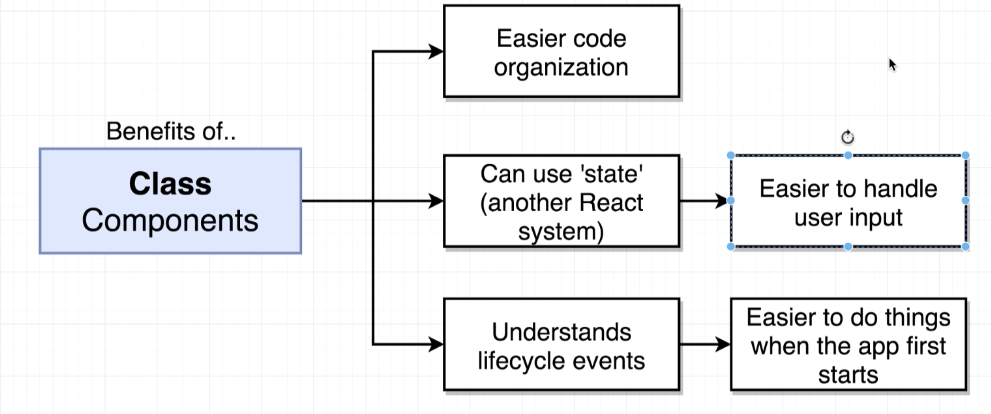 Easier code
organization
Benefits of..
Class
Components
Can use 'state'
(another React
system)
Easier to handle
user input
Understands
lifecycle events
Easier to do things
when the app first
starts